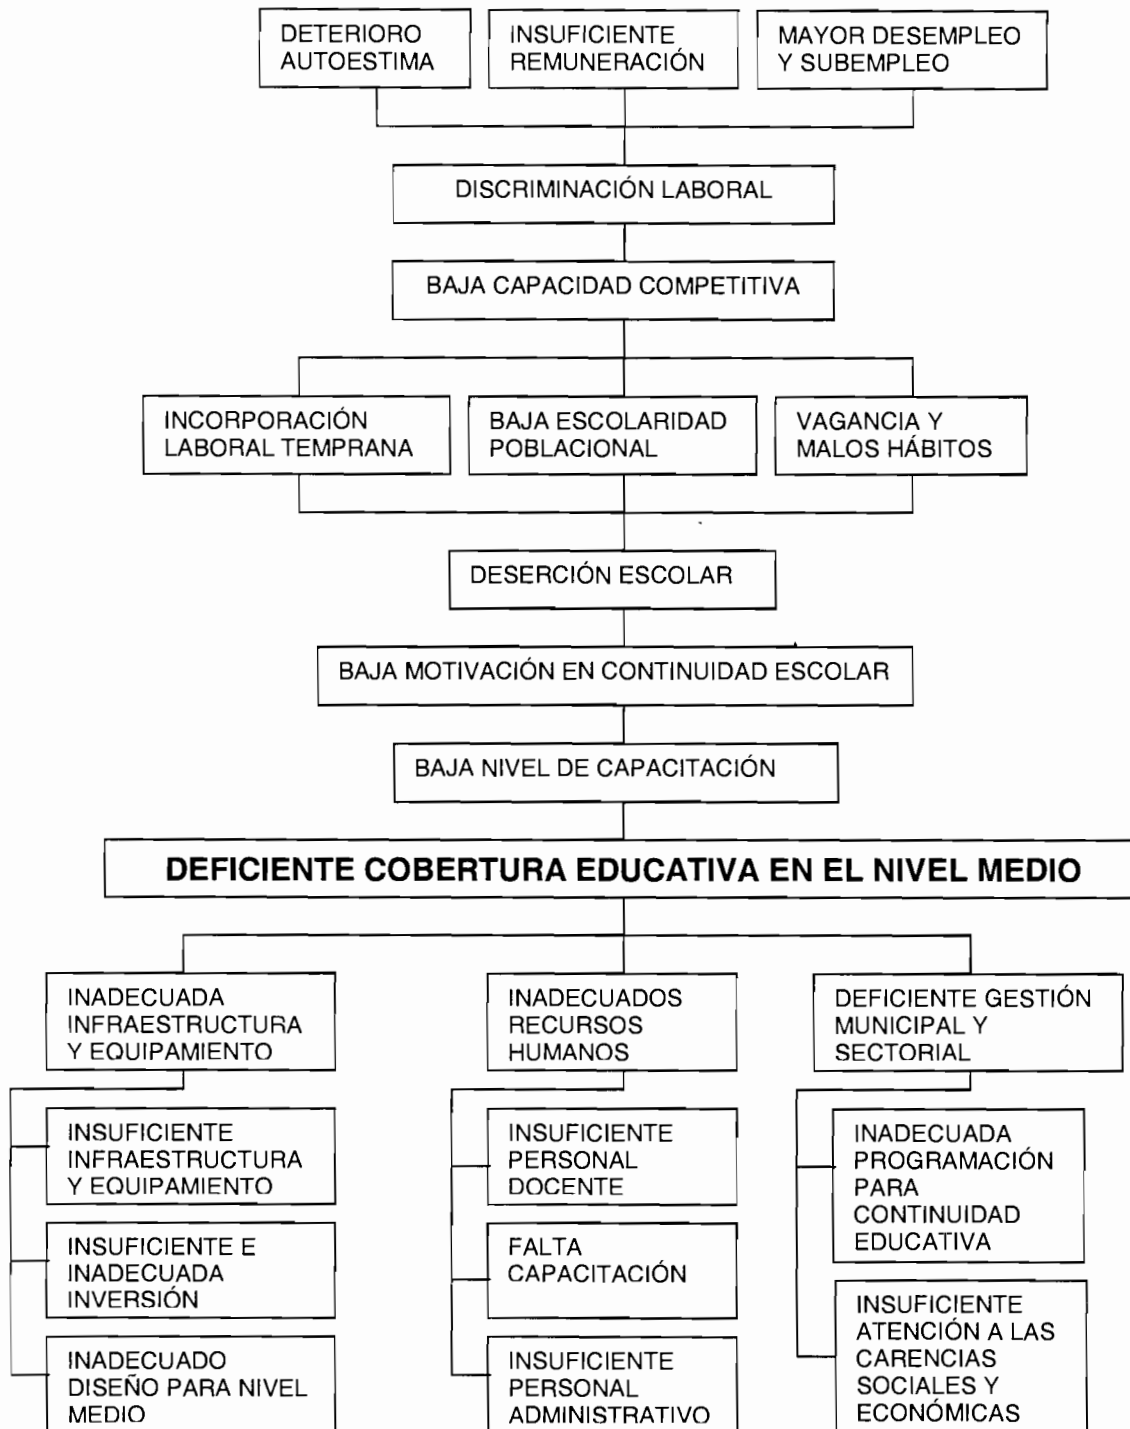 DETERIORO
AUTOESTIMA
INSUFICIENTE
REMUNERACIÓN
MAYOR DESEMPLEO
Y SUBEMPLEO
DISCRIMINACIÓN LABORAL
BAJA CAPACIDAD COMPETITIVA
INCORPORACIÓN
LABORAL TEMPRANA
BAJA ESCOLARIDAD
POBLACIONAL
VAGANCIA Y
MALOS HÁBITOS
DESERCIÓN ESCOLAR
BAJA MOTIVACIÓN EN CONTINUIDAD ESCOLAR
BAJA NIVEL DE CAPACITACIÓN
DEFICIENTE COBERTURA EDUCATIVA EN EL NIVEL MEDIO
INADECUADA
INFRAESTRUCTURA
Y EQUIPAMIENTO
INSUFICIENTE
INFRAESTRUCTURA
Y EQUIPAMIENTO
INSUFICIENTE E
INADECUADA
INVERSIÓN
INADECUADO
DISEÑO PARA NIVEL
MEDIO
INADECUADOS
RECURSOS
HUMANOS
INSUFICIENTE
PERSONAL
DOCENTE
FALTA
CAPACITACIÓN
INSUFICIENTE
PERSONAL
ADMINISTRATIVO
DEFICIENTE GESTIÓN
MUNICIPAL Y
SECTORIAL
INADECUADA
PROGRAMACIÓN
PARA
CONTINUIDAD
EDUCATIVA
INSUFICIENTE
ATENCIÓN A LAS
CARENCIAS
SOCIALES Y
ECONÓMICAS